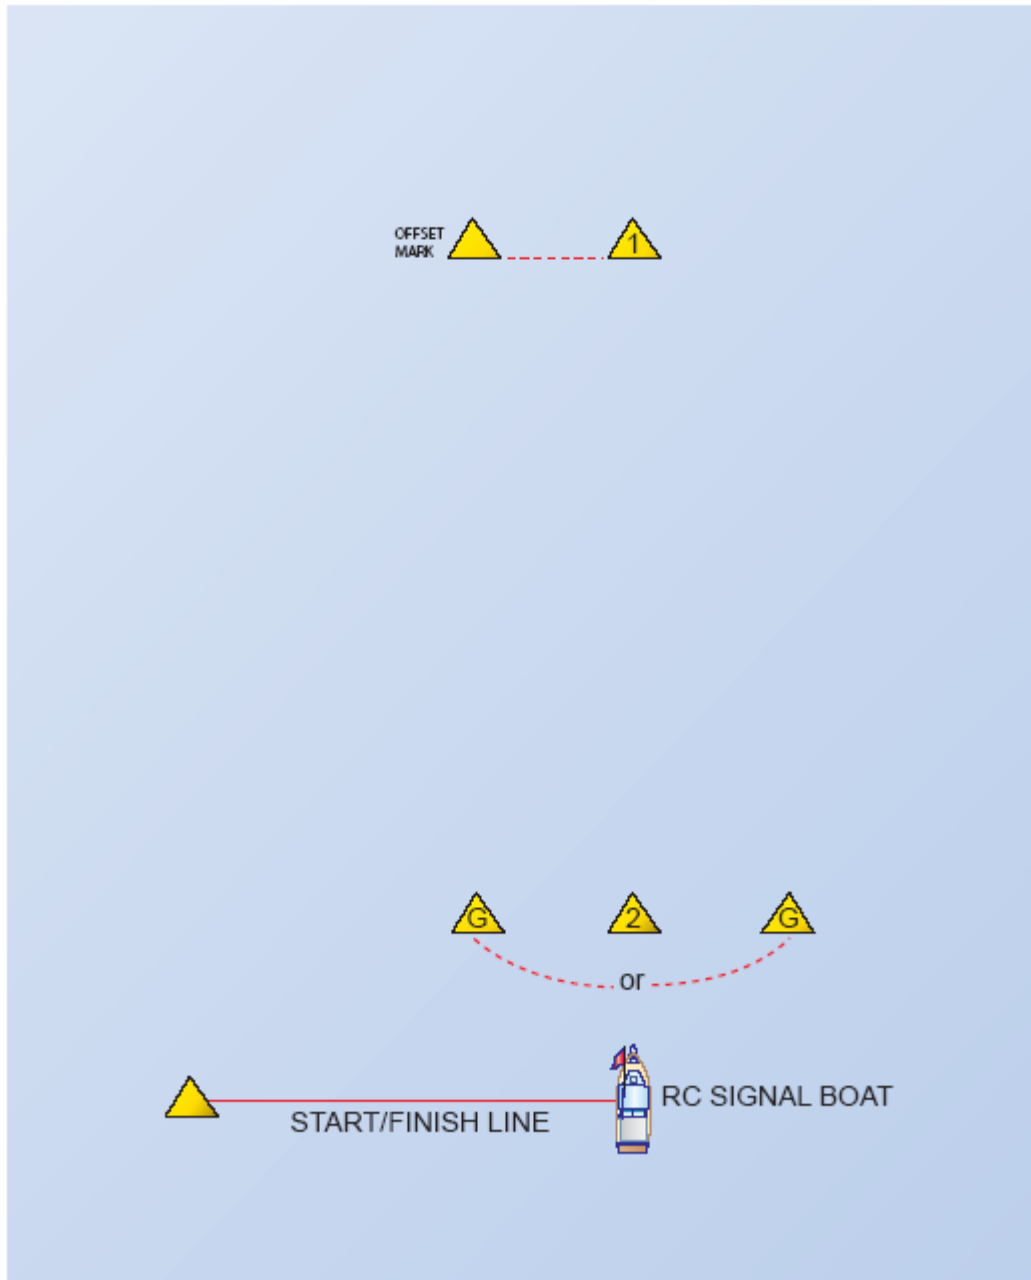 OFFSET
MARK
1
G
2
G
or
RC SIGNAL BOAT
START/FINISH LINE